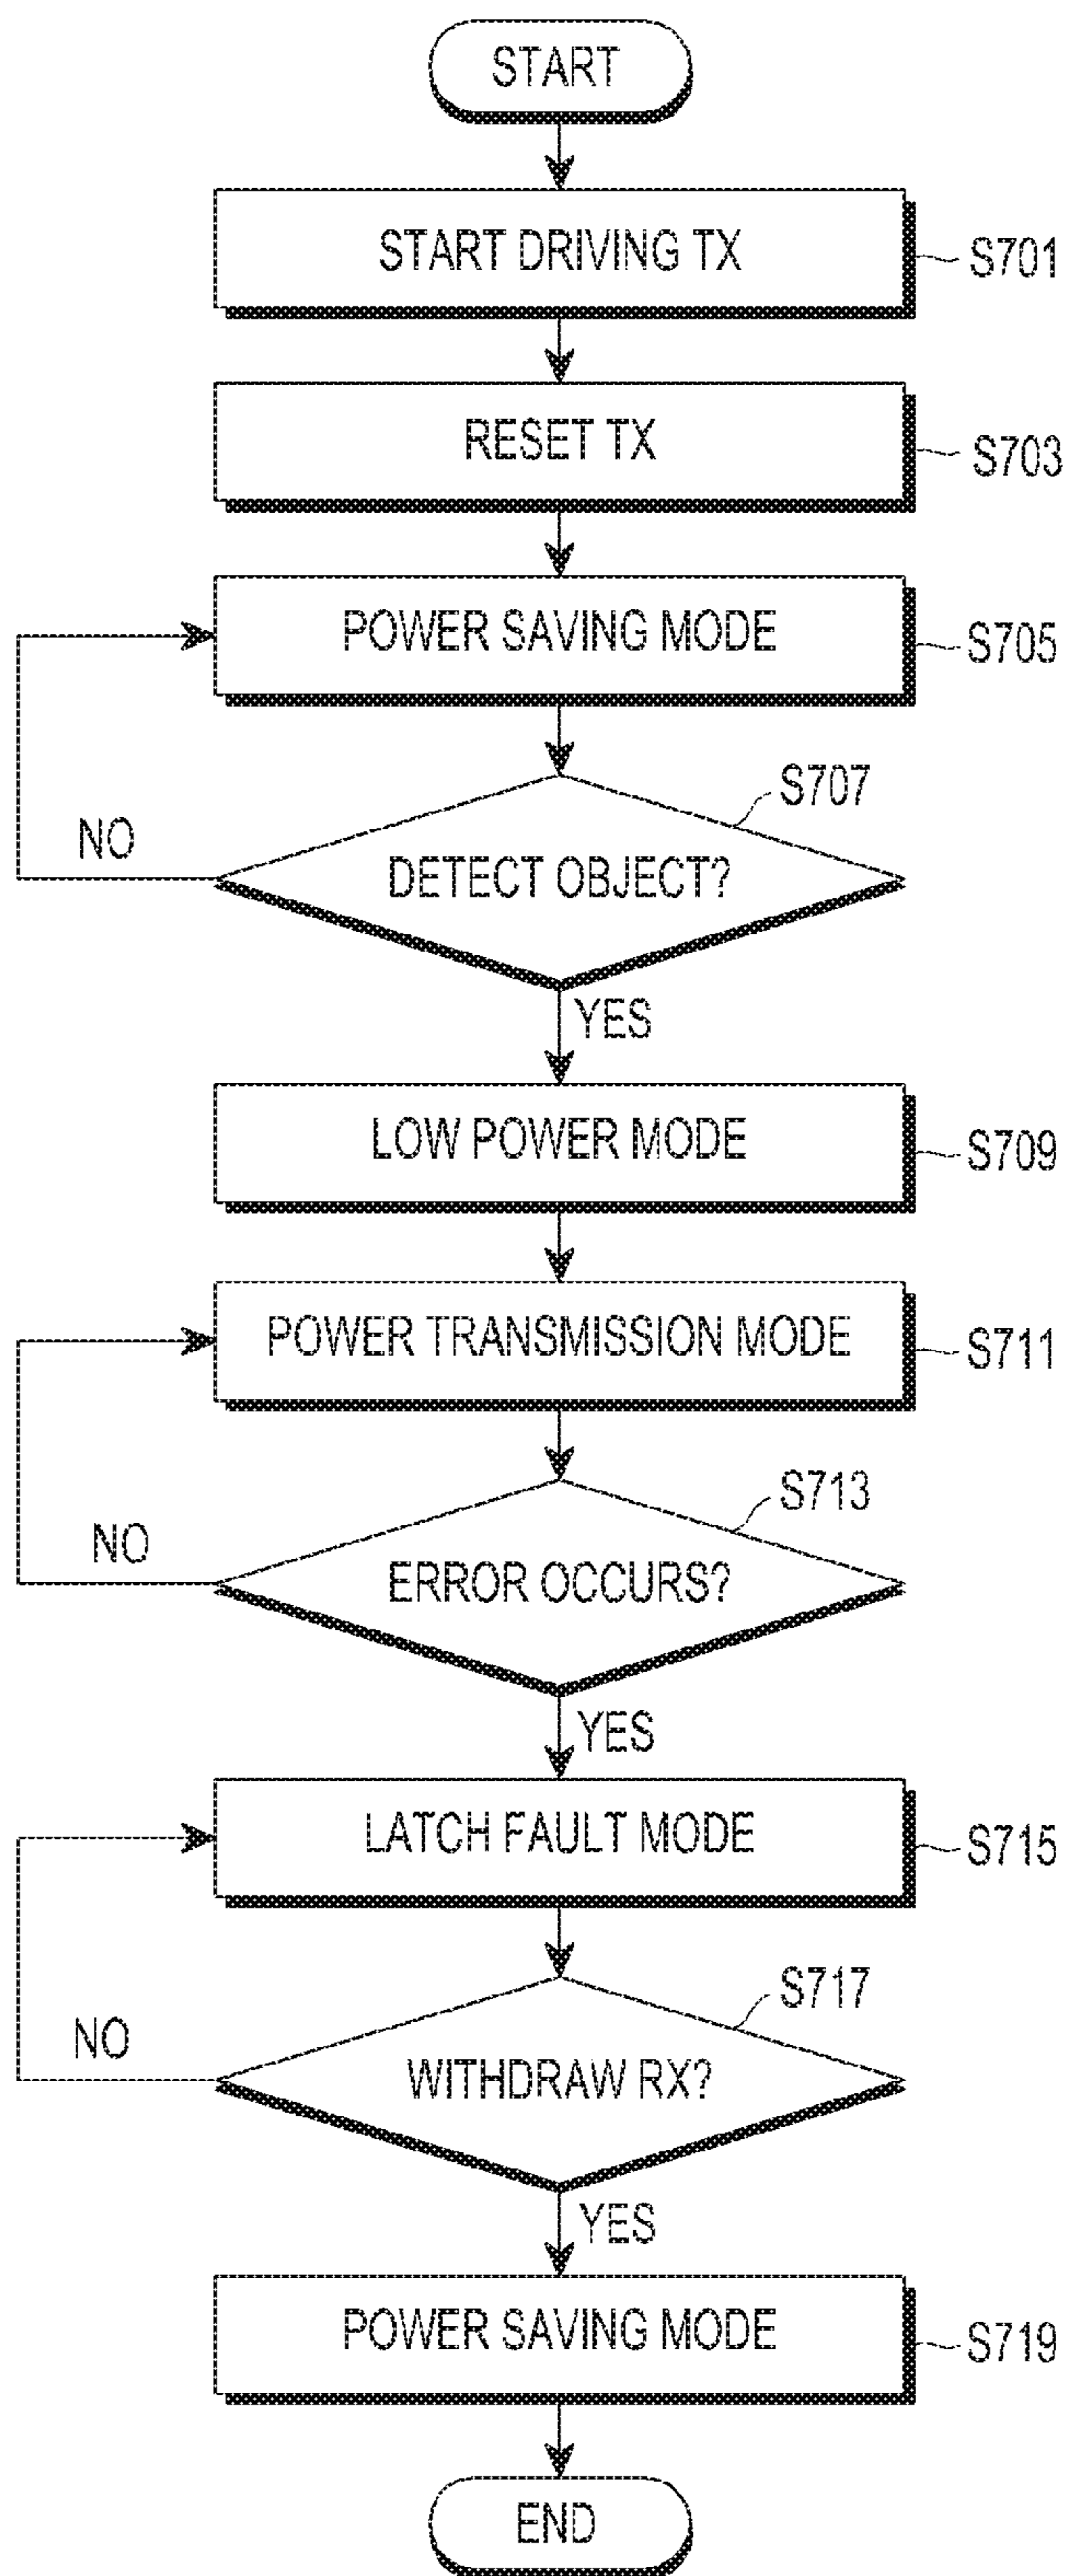 START
START DRIVING TX
S701
RESET TX
S703
POWER SAVING MODE
S705
S707
DETECT OBJECT?
NO
YES
LOW POWER MODE
S709
POWER TRANSMISSION MODE
S711
S713
ERROR OCCURS?
NO
YES
LATCH FAULT MODE
S715
S717
WITHDRAW RX?
NO
YES
POWER SAVING MODE
S719
END